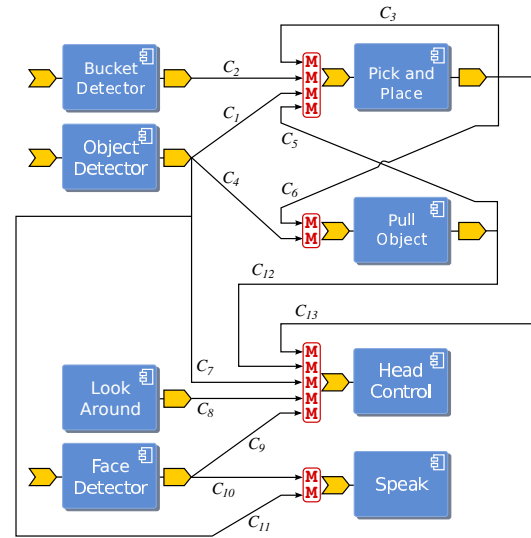 C3
Bucket
Detector
C2
M
M
M
M
Pick and
Place
C1
Object
Detector
C5
C4
C6
M
M
Pull
Object
C12
C13
C7
Look
Around
C8
M
M
M
M
M
Head
Control
C9
Face
Detector
C10
C11
M
M
Speak